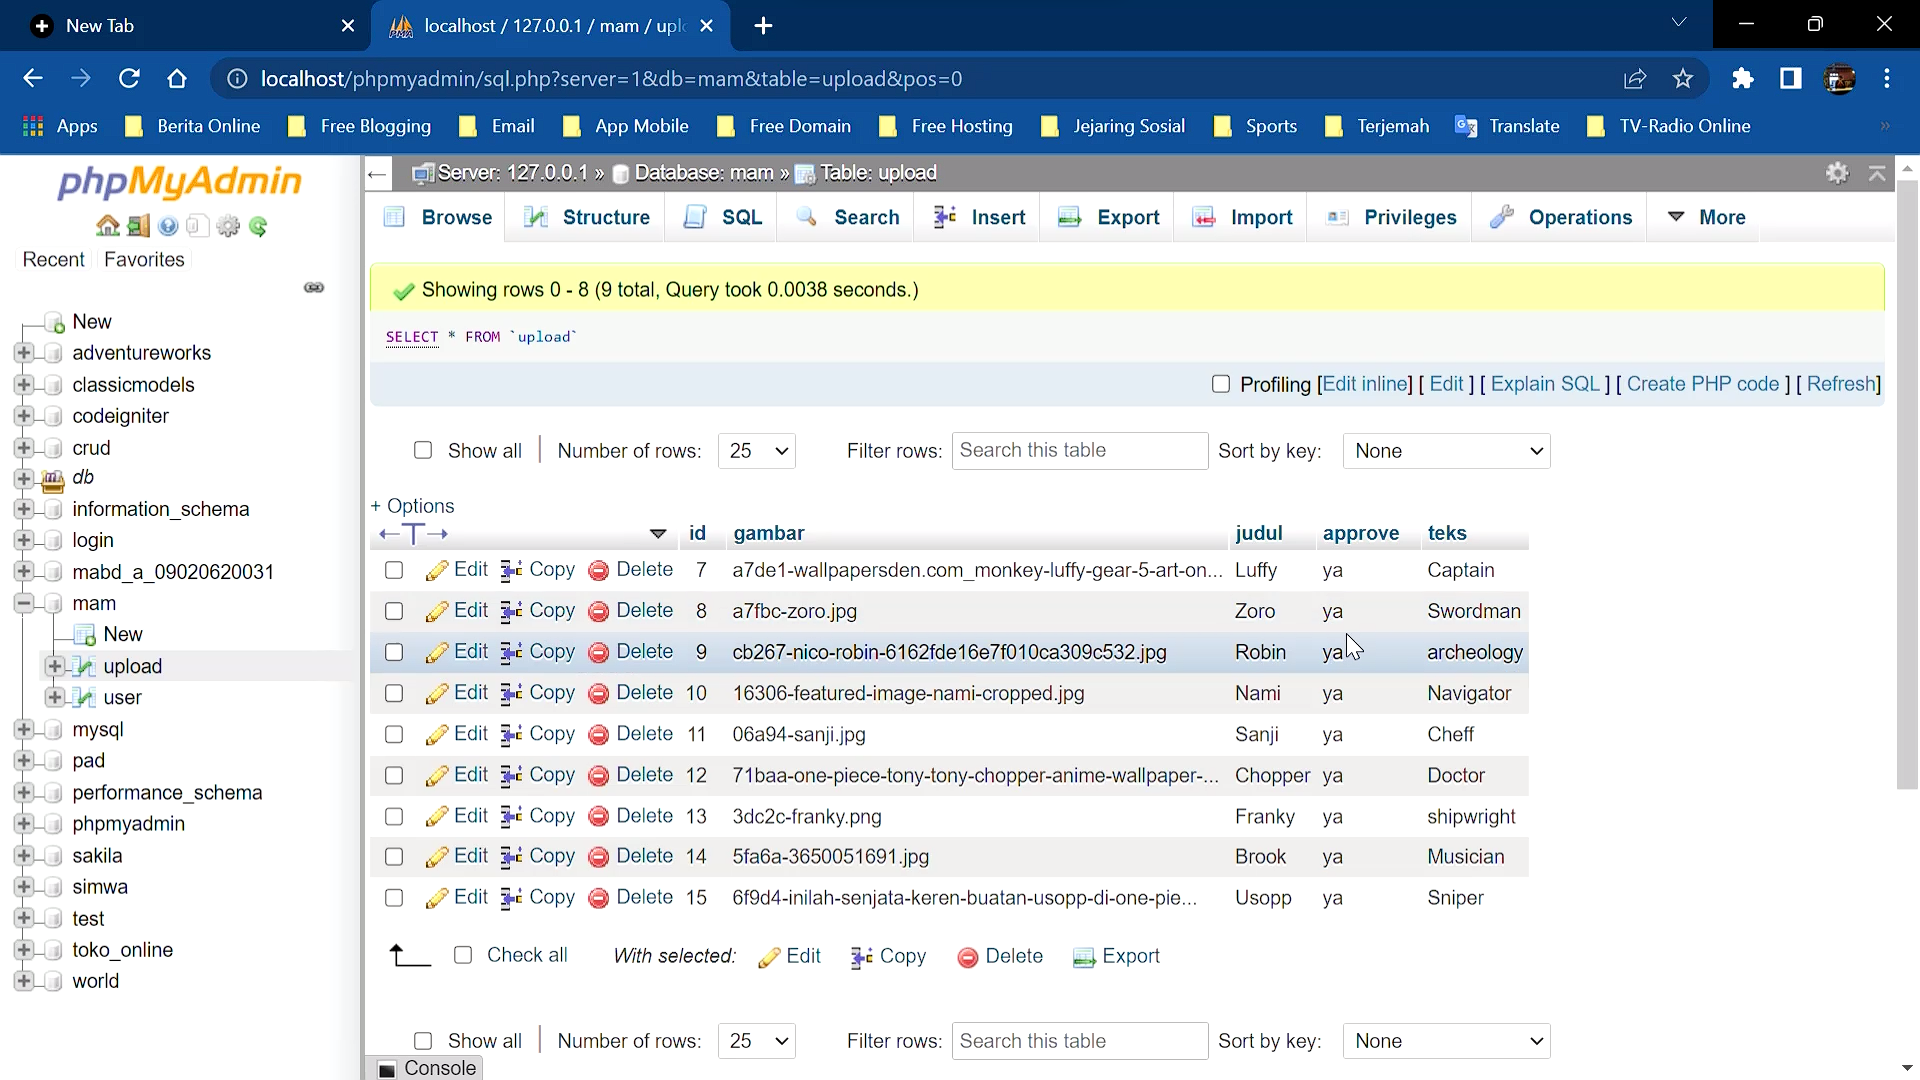 New Tab
localhost / 127.0.0.1 / mam / uplo
localhost/phpmyadmin/sql.php?server=1&db=mam&table=upload&pos=0
Apps Berita Online Free Blogging Email App Mobile Free Domain Free Hosting Jejaring Sosial Sports Terjemah Translate TV-Radio Online »
phpMyAdmin
Recent Favorites
New
adventureworks
classicmodels
codeigniter
crud
db
information_schema
login
mabd_a_09020620031
mam
New
upload
user
mysql
pad
performance_schema
phpmyadmin
sakila
simwa
test
toko_online
world
Server: 127.0.0.1 » Database: mam » Table: upload
Browse Structure SQL Search Insert Export Import Privileges Operations More
Showing rows 0 - 8 (9 total, Query took 0.0038 seconds.)
SELECT * FROM `upload`
Profiling [Edit inline] [ Edit ] [ Explain SQL ] [ Create PHP code ] [ Refresh]
Show all Number of rows: 25 Filter rows: Search this table Sort by key: None
+ Options
id gambar judul approve teks
Edit Copy Delete 7 a7de1-wallpapersden.com_monkey-luffy-gear-5-art-on... Luffy ya Captain
Edit Copy Delete 8 a7fbc-zoro.jpg Zoro ya Swordman
Edit Copy Delete 9 cb267-nico-robin-6162fde16e7f010ca309c532.jpg Robin ya archeology
Edit Copy Delete 10 16306-featured-image-nami-cropped.jpg Nami ya Navigator
Edit Copy Delete 11 06a94-sanji.jpg Sanji ya Cheff
Edit Copy Delete 12 71baa-one-piece-tony-tony-chopper-anime-wallpaper-... Chopper ya Doctor
Edit Copy Delete 13 3dc2c-franky.png Franky ya shipwright
Edit Copy Delete 14 5fa6a-3650051691.jpg Brook ya Musician
Edit Copy Delete 15 6f9d4-inilah-senjata-keren-buatan-usopp-di-one-pie... Usopp ya Sniper
Check all With selected: Edit Copy Delete Export
Show all Number of rows: 25 Filter rows: Search this table Sort by key: None
Console